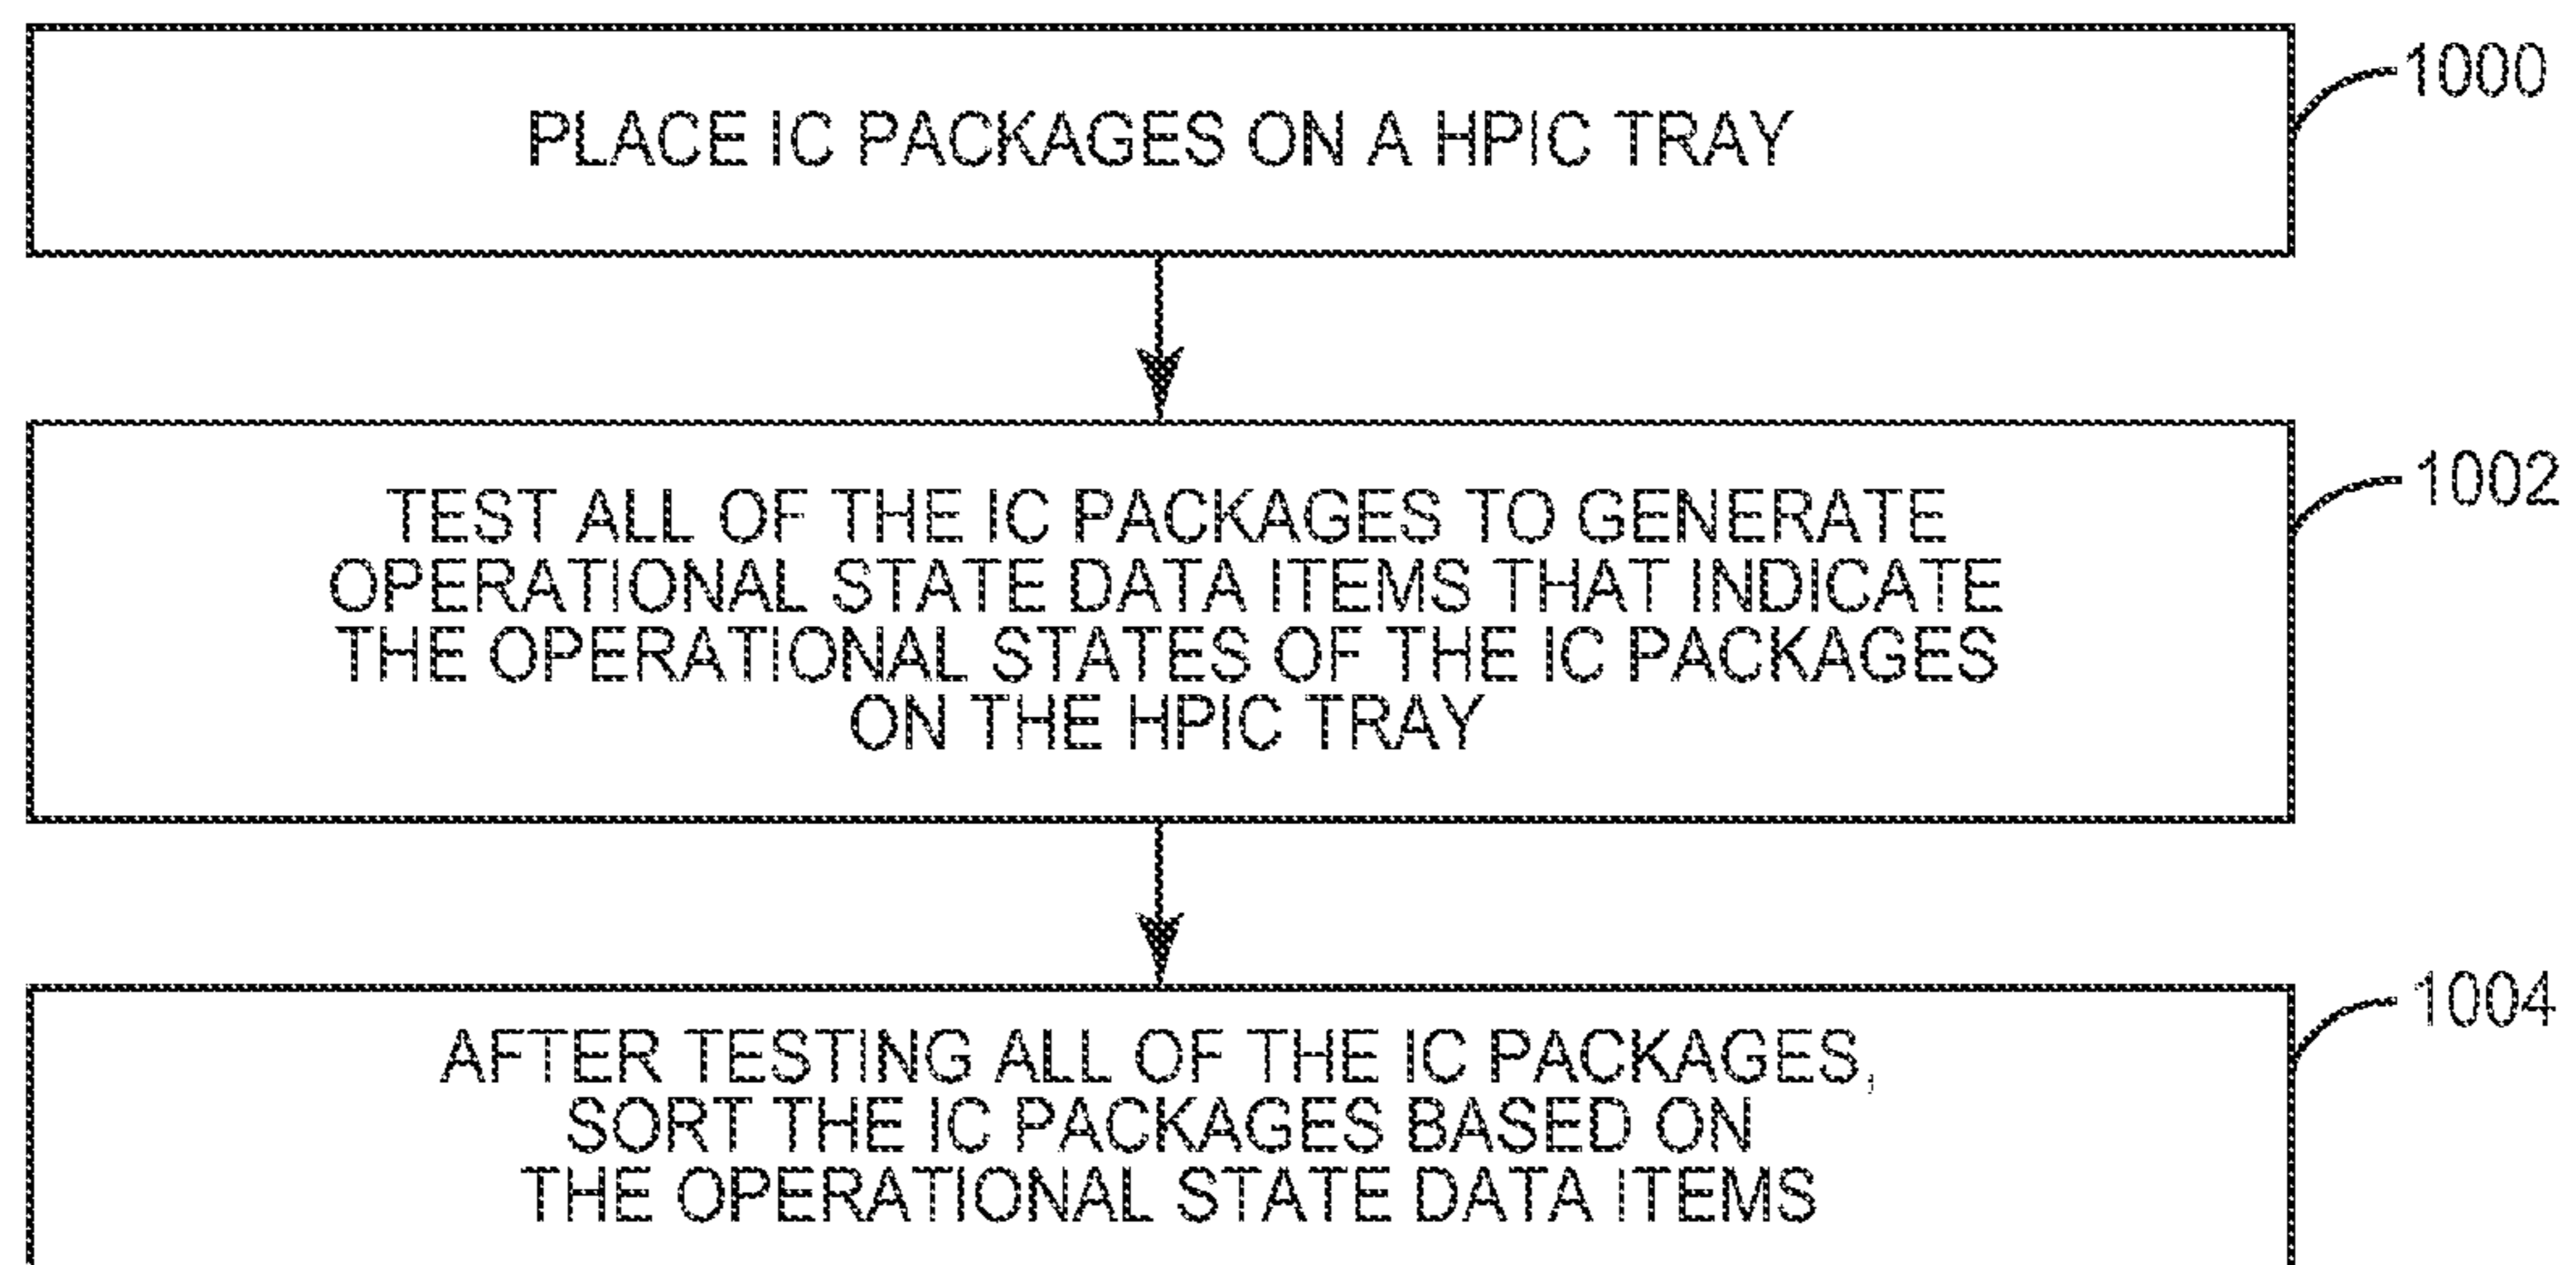 1000
PLACE IC PACKAGES ON A HPIC TRAY
1002
TEST ALL OF THE IC PACKAGES TO GENERATE
OPERATIONAL STATE DATA ITEMS THAT INDICATE
THE OPERATIONAL STATES OF THE IC PACKAGES
ON THE HPIC TRAY
1004
AFTER TESTING ALL OF THE IC PACKAGES,
SORT THE IC PACKAGES BASED ON
THE OPERATIONAL STATE DATA ITEMS